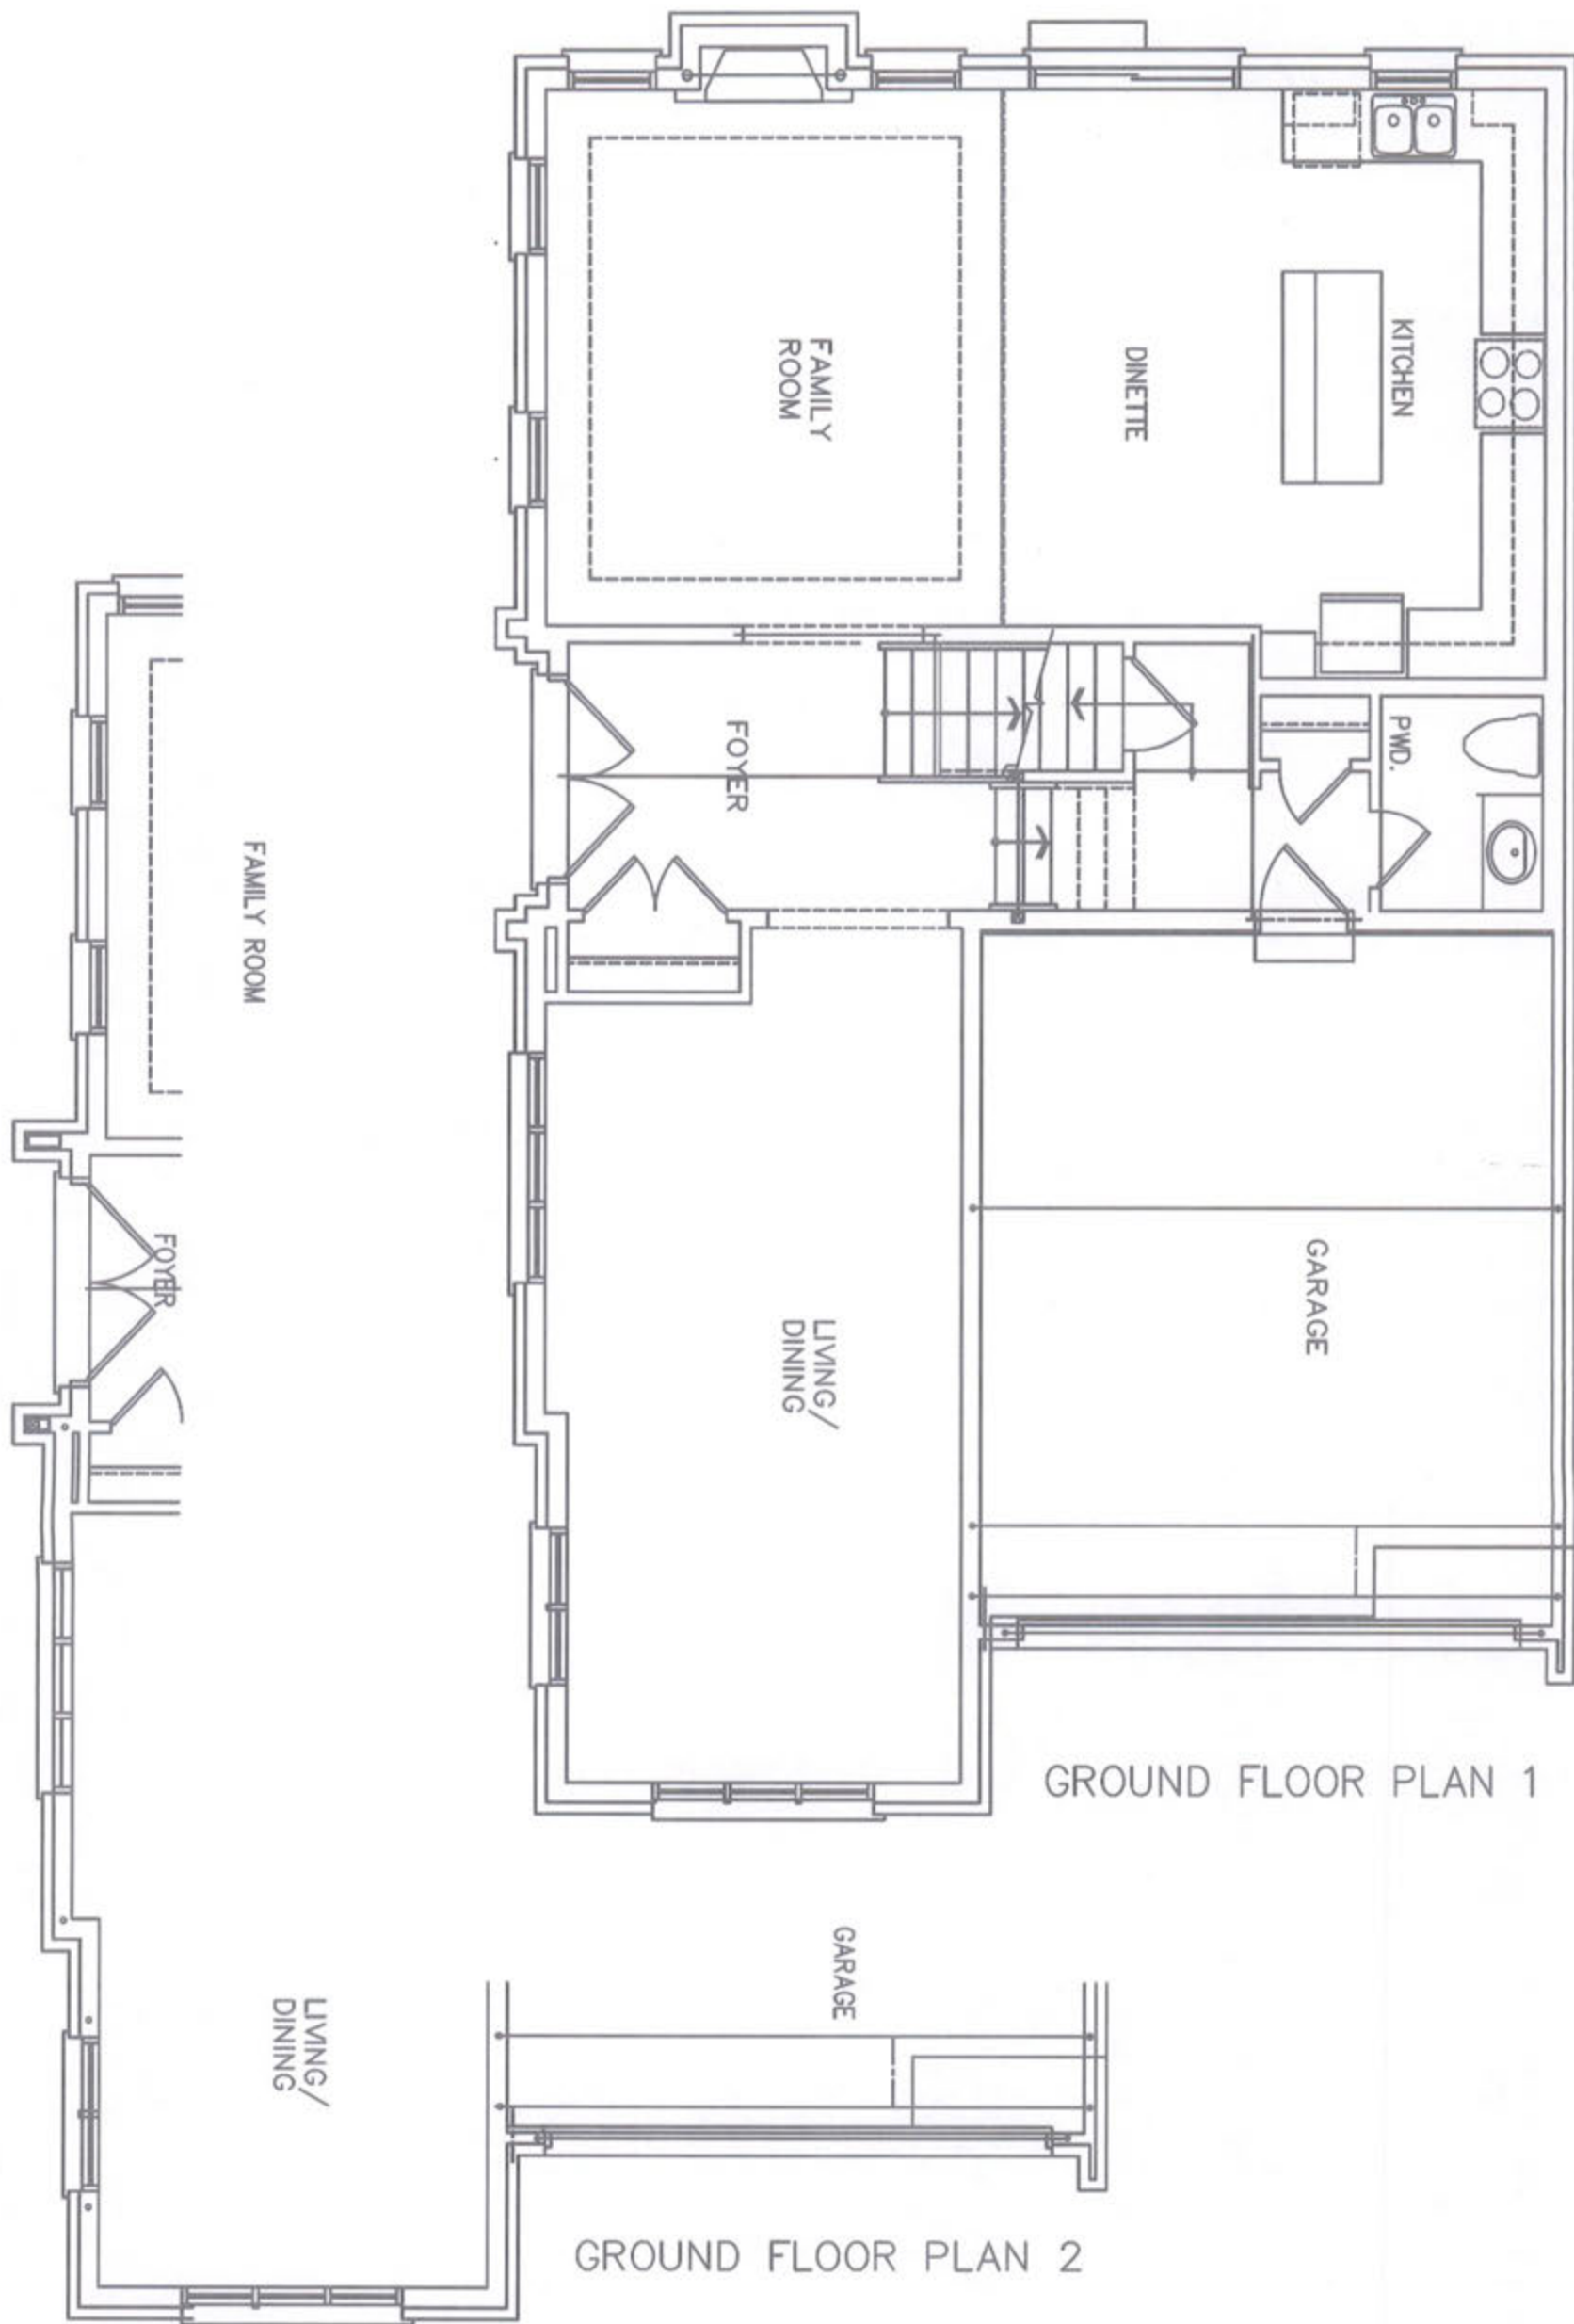 KITCHEN
DINETTE
FAMILY
ROOM
PWD.
FOYER
GARAGE
LIVING/
DINING
GROUND FLOOR PLAN 1
FAMILY ROOM
FOYER
GARAGE
LIVING/
DINING
GROUND FLOOR PLAN 2